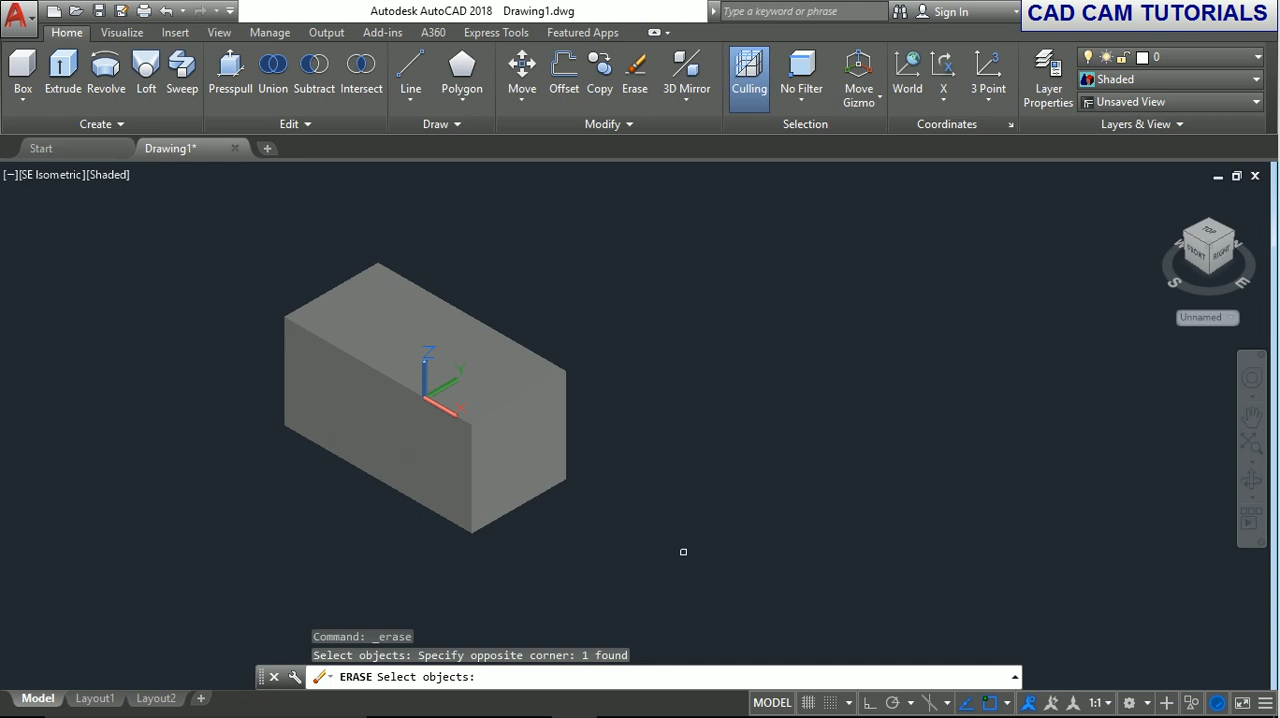 Autodesk AutoCAD 2018 Drawing1.dwg
Type a keyword or phrase
Sign In
CAD CAM TUTORIALS
Home Visualize Insert View Manage Output Add-ins A360 Express Tools Featured Apps
Box Extrude Revolve Loft Sweep Presspull Union Subtract Intersect Line Polygon Move Offset Copy Erase 3D Mirror Culling No Filter Move Gizmo World X 3 Point Layer Properties
0
Shaded
Unsaved View
Create Edit Draw Modify Selection Coordinates Layers & View
Start Drawing1*
[−][SE Isometric][Shaded]
TOP
FRONT RIGHT
W N
S E
Unnamed
Z
Y
X
Command: _erase
Select objects: Specify opposite corner: 1 found
ERASE Select objects:
Model Layout1 Layout2
MODEL 1:1